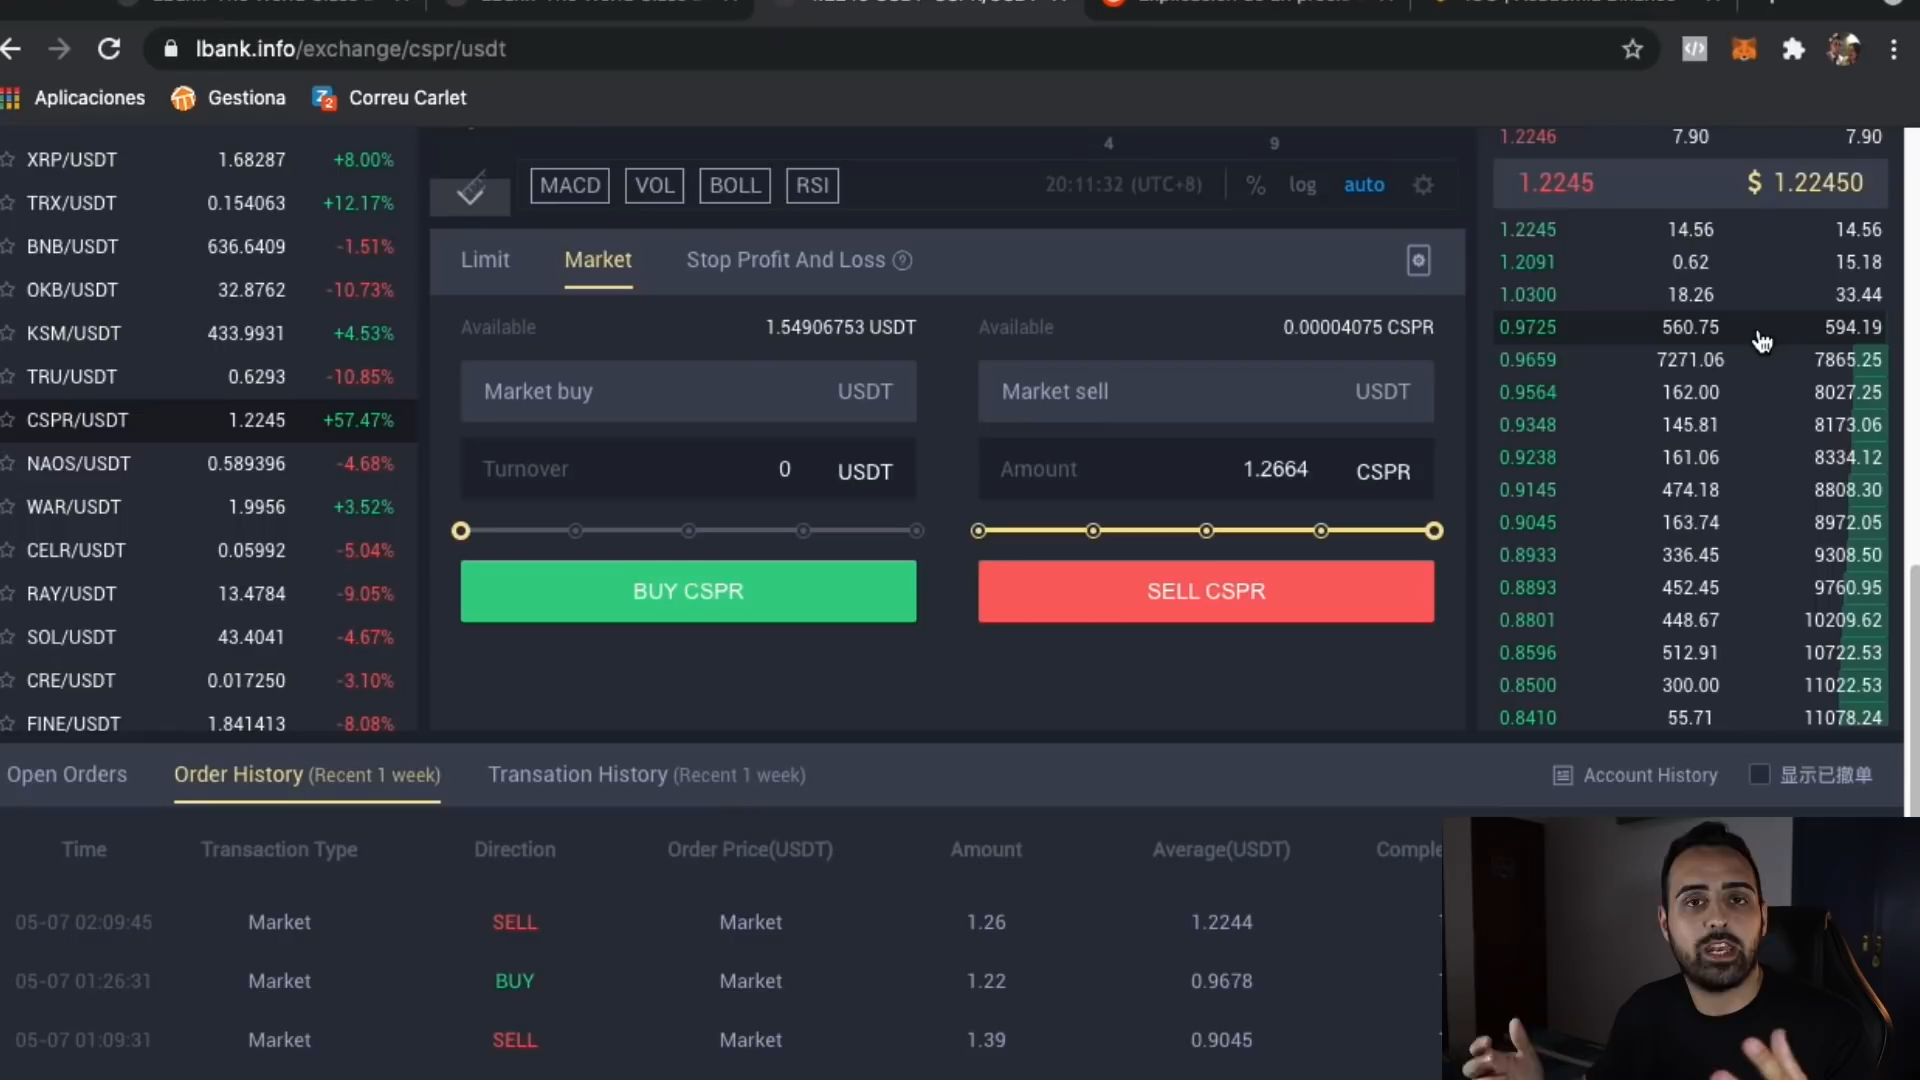 lbank.info/exchange/cspr/usdt
Aplicaciones Gestiona Correu Carlet
XRP/USDT 1.68287 +8.00%
TRX/USDT 0.154063 +12.17%
BNB/USDT 636.6409 -1.51%
OKB/USDT 32.8762 -10.73%
KSM/USDT 433.9931 +4.53%
TRU/USDT 0.6293 -10.85%
CSPR/USDT 1.2245 +57.47%
NAOS/USDT 0.589396 -4.68%
WAR/USDT 1.9956 +3.52%
CELR/USDT 0.05992 -5.04%
RAY/USDT 13.4784 -9.05%
SOL/USDT 43.4041 -4.67%
CRE/USDT 0.017250 -3.10%
FINE/USDT 1.841413 -8.08%
4 9
MACD VOL BOLL RSI 20:11:32 (UTC+8) % log auto
Limit Market Stop Profit And Loss ?
Available 1.54906753 USDT Available 0.00004075 CSPR
Market buy USDT Market sell USDT
Turnover 0 USDT Amount 1.2664 CSPR
BUY CSPR SELL CSPR
1.2246 7.90 7.90
1.2245 $ 1.22450
1.2245 14.56 14.56
1.2091 0.62 15.18
1.0300 18.26 33.44
0.9725 560.75 594.19
0.9659 7271.06 7865.25
0.9564 162.00 8027.25
0.9348 145.81 8173.06
0.9238 161.06 8334.12
0.9145 474.18 8808.30
0.9045 163.74 8972.05
0.8933 336.45 9308.50
0.8893 452.45 9760.95
0.8801 448.67 10209.62
0.8596 512.91 10722.53
0.8500 300.00 11022.53
0.8410 55.71 11078.24
Open Orders Order History (Recent 1 week) Transation History (Recent 1 week) Account History 显示已撤单
Time Transaction Type Direction Order Price(USDT) Amount Average(USDT) Comple
05-07 02:09:45 Market SELL Market 1.26 1.2244
05-07 01:26:31 Market BUY Market 1.22 0.9678
05-07 01:09:31 Market SELL Market 1.39 0.9045